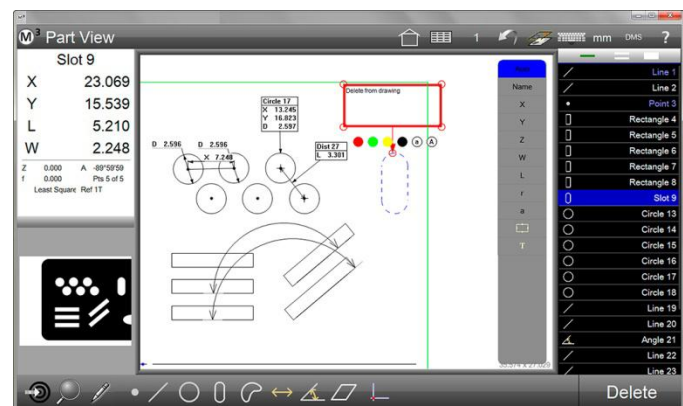 M³ Part View
1
mm
DMS
?
Slot 9
X 23.069
Y 15.539
L 5.210
W 2.248
Z 0.000 A -89°59'59
f 0.000 Pts 5 of 5
Least Square Ref 1T
Delete from drawing
a A
Circle 17
X 13.245
Y 16.823
D 2.597
Dist 27
L 3.301
D 2.596 D 2.596
X 7.248
Name
X
Y
Z
W
L
r
a
T
Line 1
Line 2
Point 3
Rectangle 4
Rectangle 5
Rectangle 6
Rectangle 7
Rectangle 8
Slot 9
Circle 13
Circle 14
Circle 15
Circle 16
Circle 17
Circle 18
Line 19
Line 20
Angle 21
Line 22
Line 23
Delete